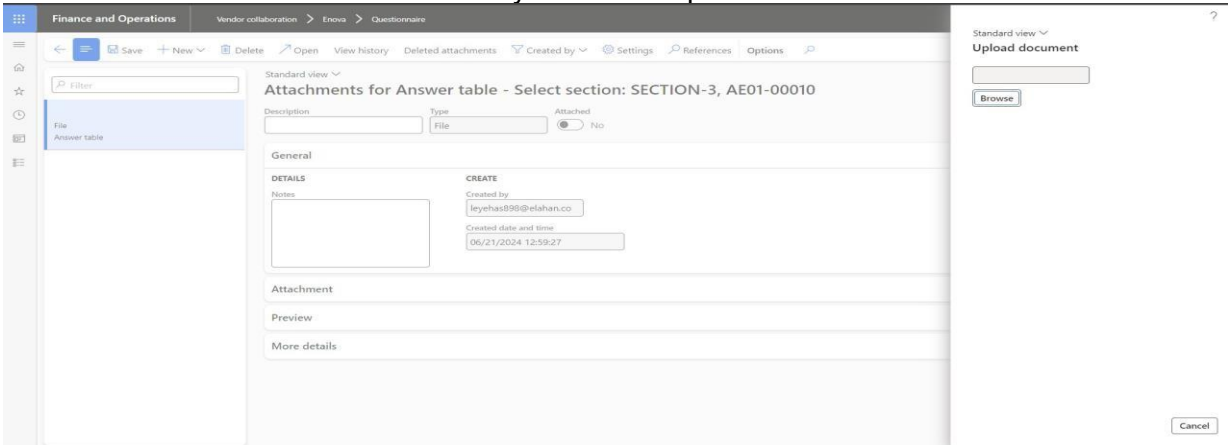 Finance and Operations
Vendor collaboration > Enova > Questionnaire
?
Save + New Delete Open View history Deleted attachments Created by Settings References Options
Standard view
Upload document
Browse
Filter
File
Answer table
Standard view
Attachments for Answer table - Select section: SECTION-3, AE01-00010
Description Type Attached
File No
General
DETAILS CREATE
Notes Created by
leyehas898@elahan.co
Created date and time
06/21/2024 12:59:27
Attachment
Preview
More details
Cancel